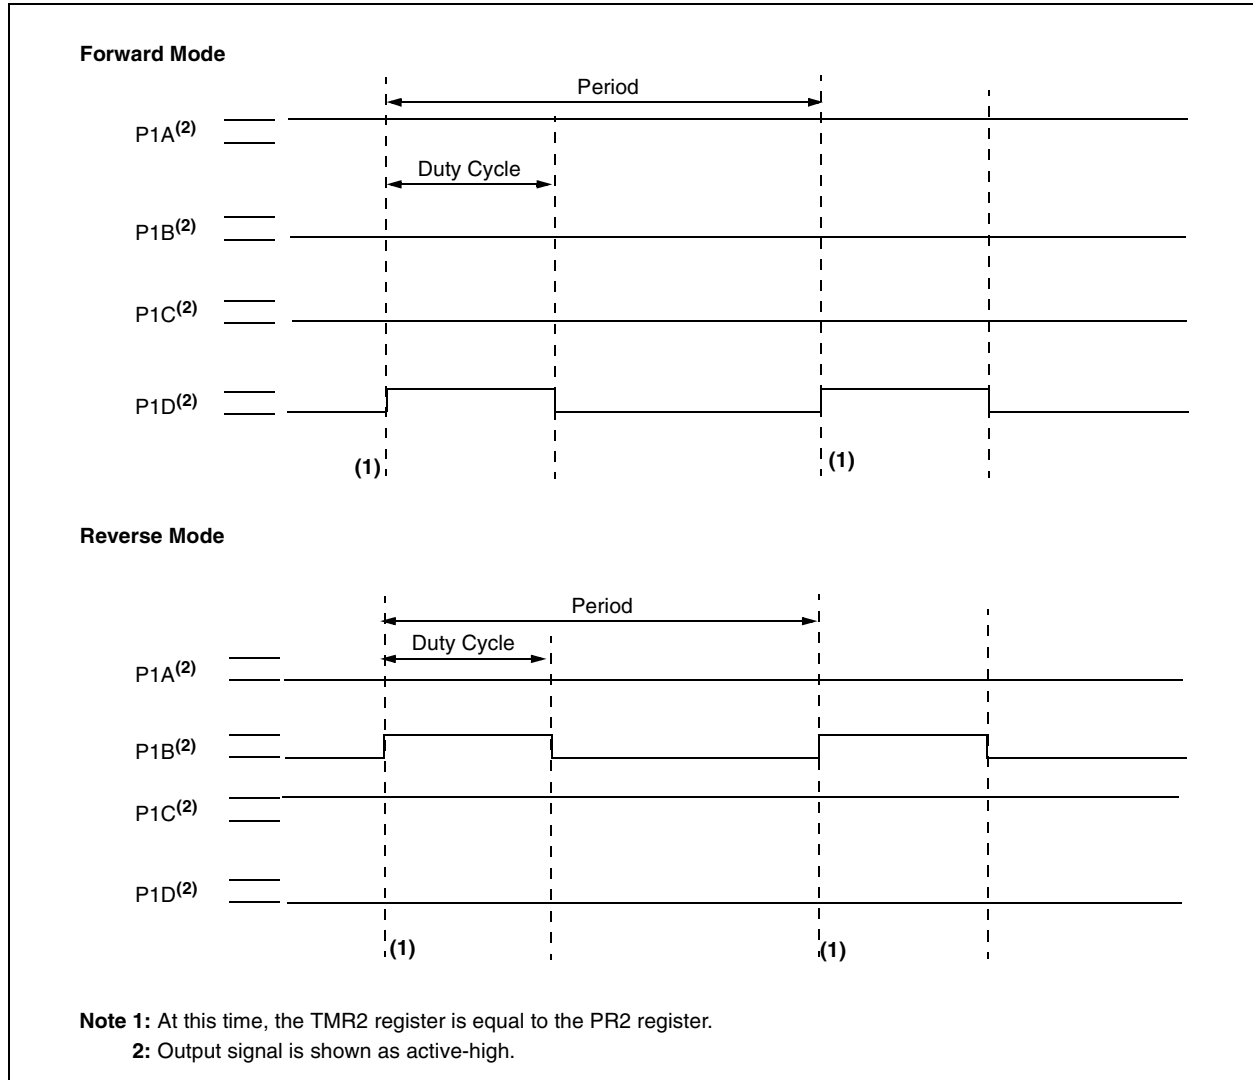 Forward Mode
Period
P1A(2)
Duty Cycle
P1B(2)
P1C(2)
P1D(2)
(1)
(1)
Reverse Mode
Period
Duty Cycle
P1A(2)
P1B(2)
P1C(2)
P1D(2)
(1)
(1)
Note 1: At this time, the TMR2 register is equal to the PR2 register.
2: Output signal is shown as active-high.